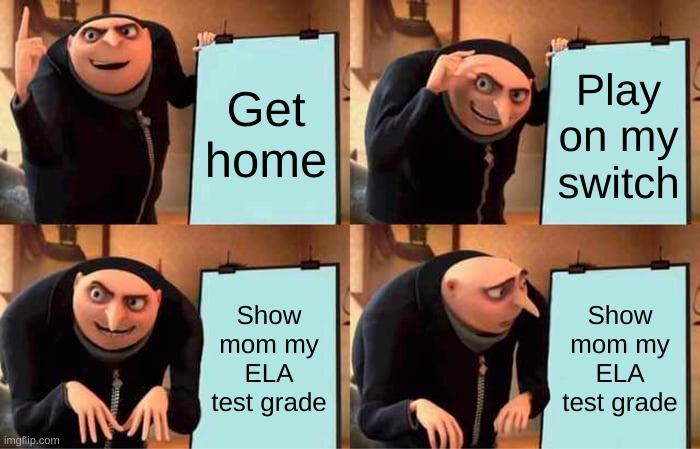 Get
home
Play
on my
switch
Show
mom my
ELA
test grade
Show
mom my
ELA
test grade
imgflip.com